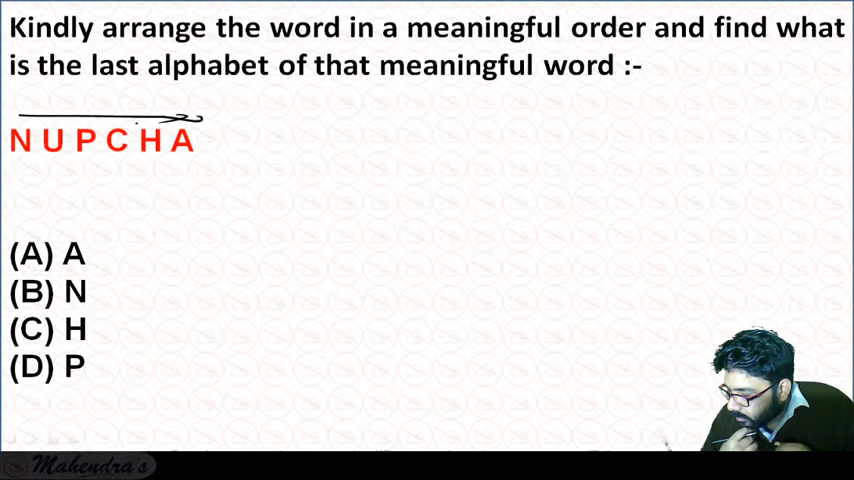 Kindly arrange the word in a meaningful order and find what
is the last alphabet of that meaningful word :-
N U P C H A
(A) A
(B) N
(C) H
(D) P
Mahendra's